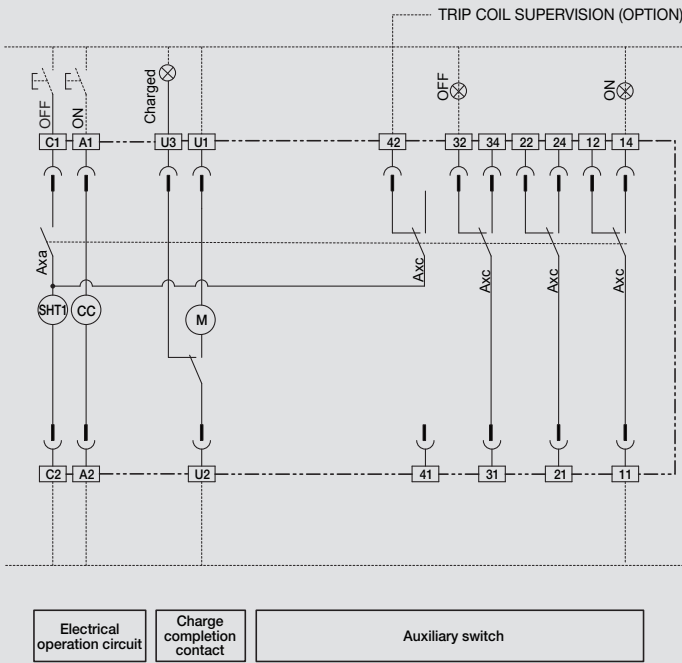 TRIP COIL SUPERVISION (OPTION)
OFF
ON
Charged
OFF
ON
C1 A1 U3 U1 42 32 34 22 24 12 14
Axa
Axc
Axc
Axc
Axc
SHT1 CC M
C2 A2 U2 41 31 21 11
Electrical
operation circuit
Charge
completion
contact
Auxiliary switch